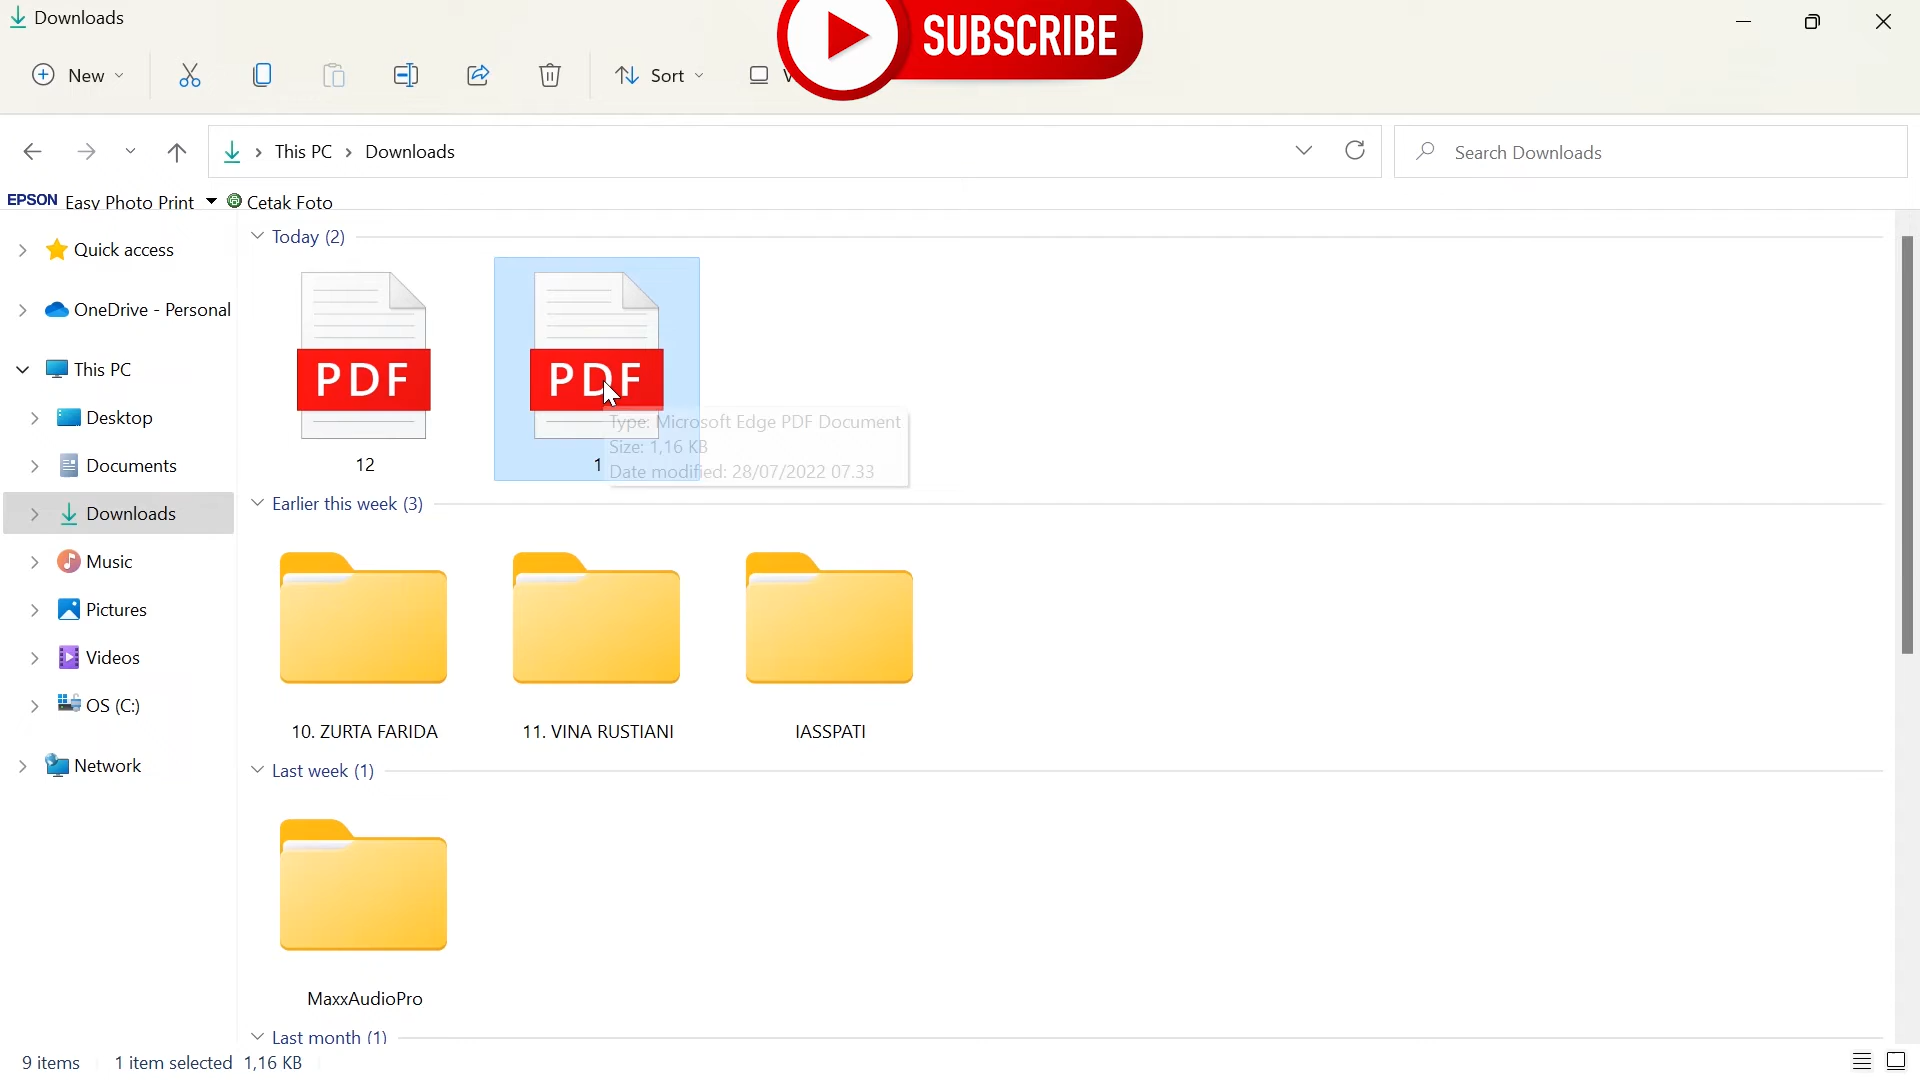 Downloads
SUBSCRIBE
New
Sort
This PC > Downloads
Search Downloads
EPSON Easy Photo Print
Cetak Foto
Quick access
OneDrive - Personal
This PC
Desktop
Documents
Downloads
Music
Pictures
Videos
OS (C:)
Network
Today (2)
PDF
PDF
12
1
Type: Microsoft Edge PDF Document
Size: 1,16 KB
Date modified: 28/07/2022 07.33
Earlier this week (3)
10. ZURTA FARIDA
11. VINA RUSTIANI
IASSPATI
Last week (1)
MaxxAudioPro
Last month (1)
9 items
1 item selected 1,16 KB